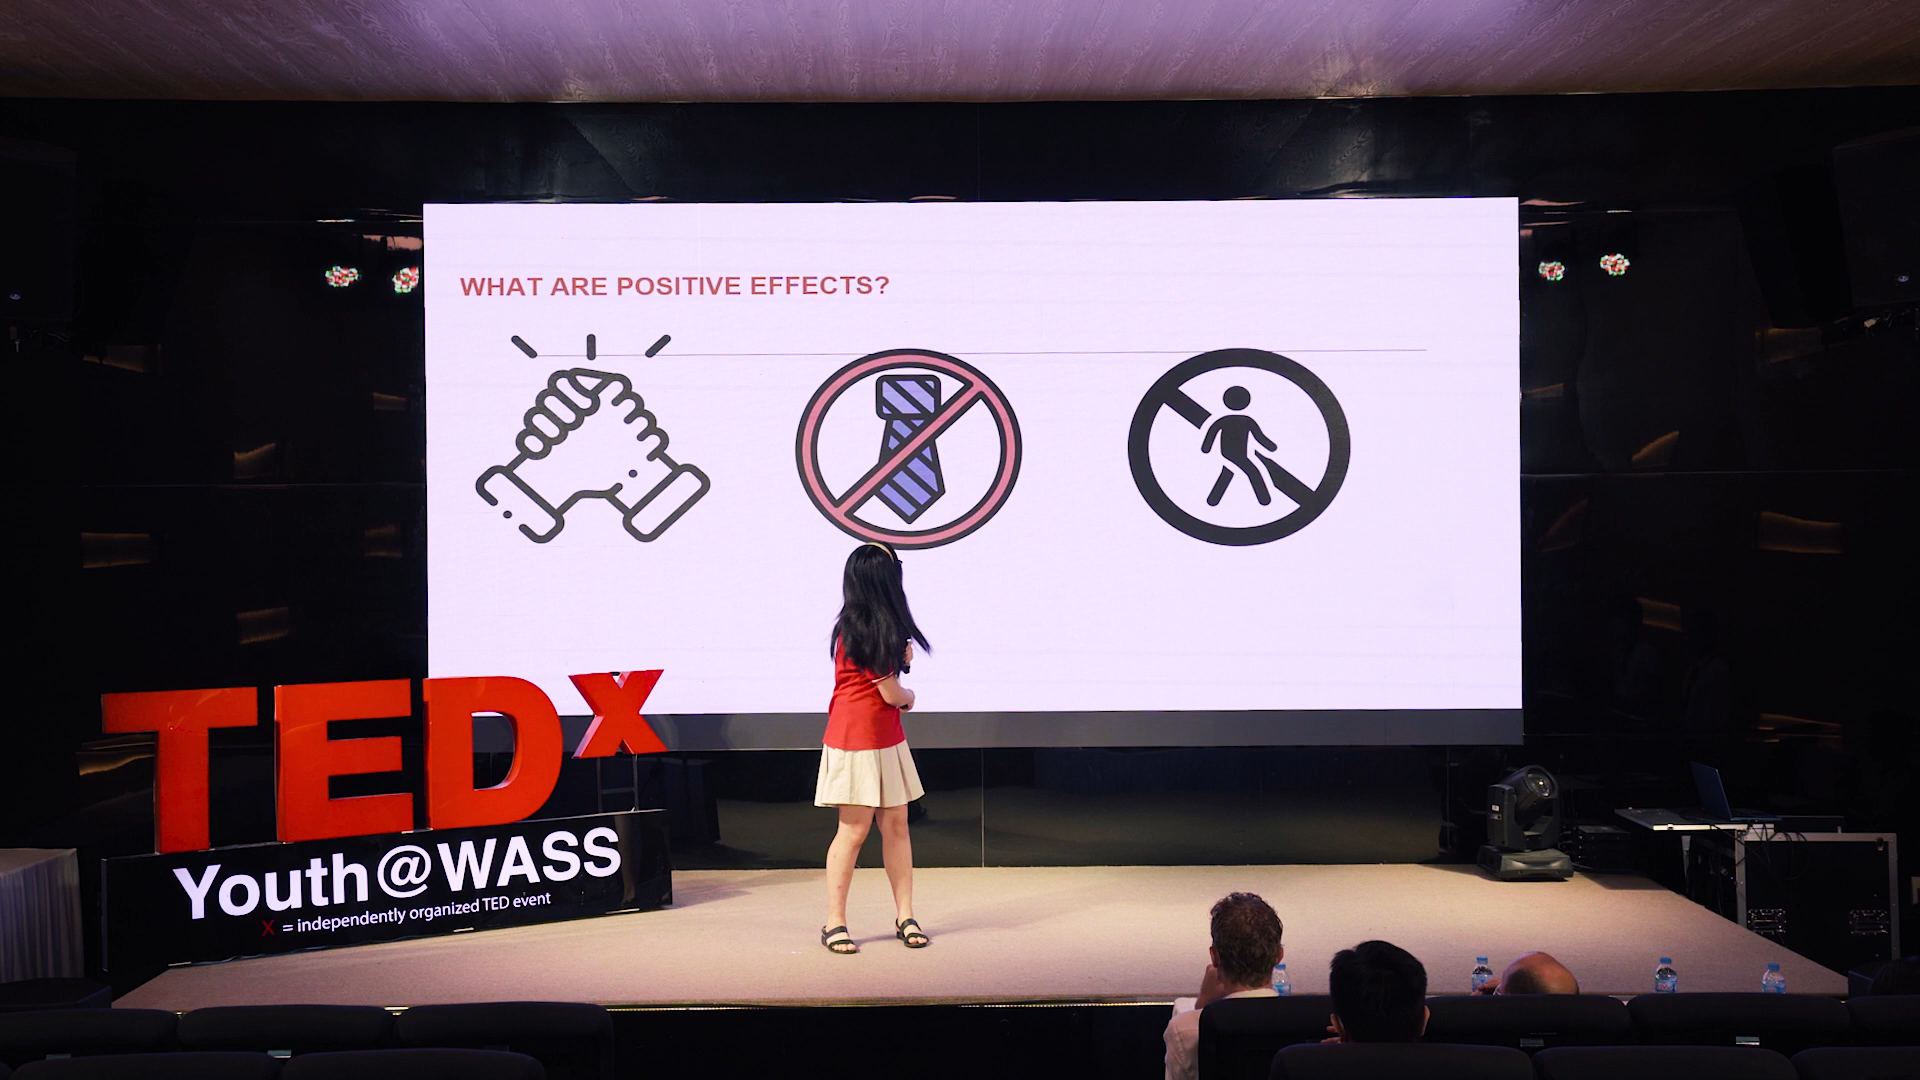 WHAT ARE POSITIVE EFFECTS?
TEDx
Youth@WASS
X = independently organized TED event